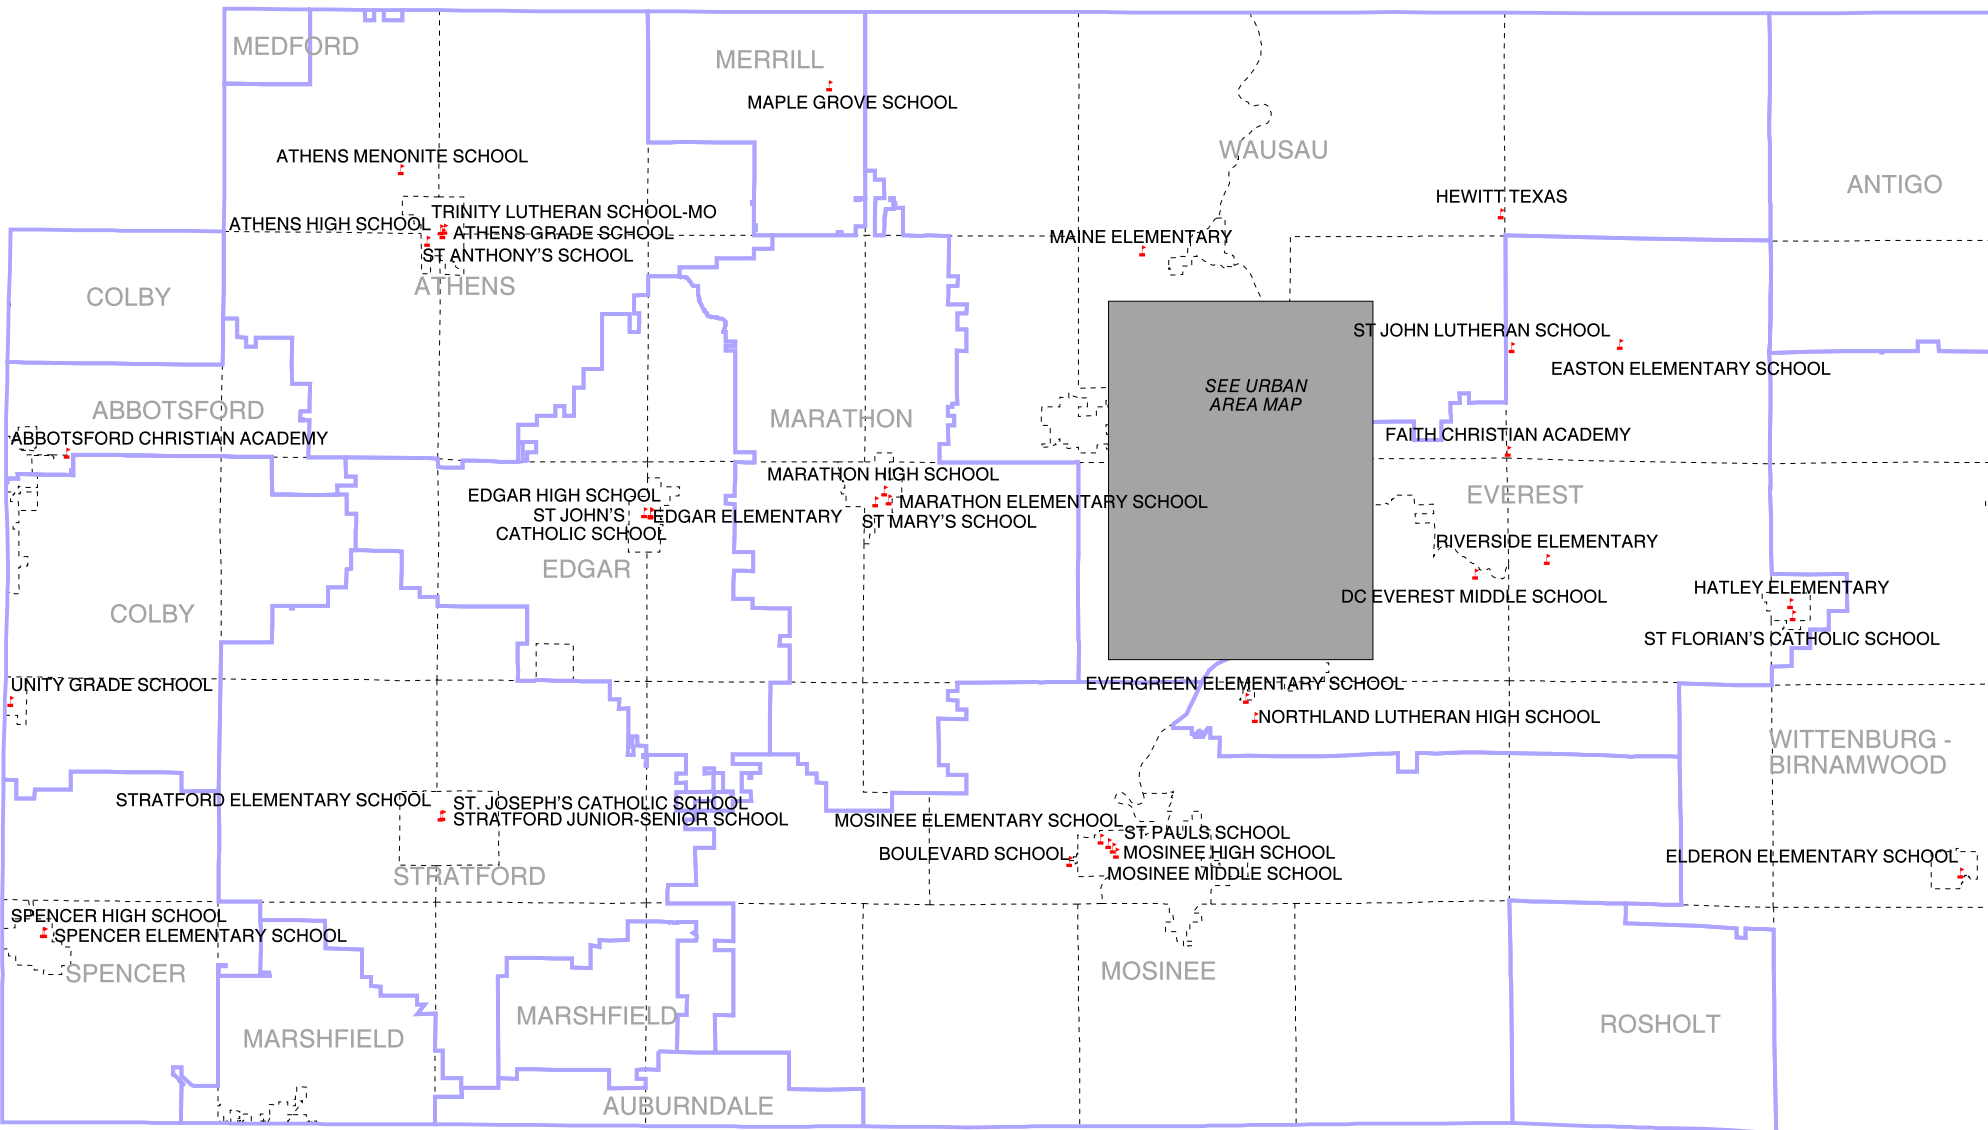 MEDFORD
MERRILL
MAPLE GROVE SCHOOL
WAUSAU
ATHENS MENONITE SCHOOL
ANTIGO
HEWITT TEXAS
TRINITY LUTHERAN SCHOOL-MO
ATHENS HIGH SCHOOL
ATHENS GRADE SCHOOL
MAINE ELEMENTARY
ST ANTHONY'S SCHOOL
ATHENS
COLBY
ST JOHN LUTHERAN SCHOOL
EASTON ELEMENTARY SCHOOL
SEE URBAN
AREA MAP
ABBOTSFORD
MARATHON
ABBOTSFORD CHRISTIAN ACADEMY
FAITH CHRISTIAN ACADEMY
MARATHON HIGH SCHOOL
EDGAR HIGH SCHOOL
EVEREST
MARATHON ELEMENTARY SCHOOL
ST JOHN'S
CATHOLIC SCHOOL
EDGAR ELEMENTARY
ST MARY'S SCHOOL
RIVERSIDE ELEMENTARY
EDGAR
HATLEY ELEMENTARY
DC EVEREST MIDDLE SCHOOL
COLBY
ST FLORIAN'S CATHOLIC SCHOOL
UNITY GRADE SCHOOL
EVERGREEN ELEMENTARY SCHOOL
NORTHLAND LUTHERAN HIGH SCHOOL
WITTENBURG -
BIRNAMWOOD
STRATFORD ELEMENTARY SCHOOL
ST. JOSEPH'S CATHOLIC SCHOOL
STRATFORD JUNIOR-SENIOR SCHOOL
MOSINEE ELEMENTARY SCHOOL
ST PAULS SCHOOL
BOULEVARD SCHOOL
MOSINEE HIGH SCHOOL
ELDERON ELEMENTARY SCHOOL
MOSINEE MIDDLE SCHOOL
STRATFORD
SPENCER HIGH SCHOOL
SPENCER ELEMENTARY SCHOOL
SPENCER
MOSINEE
MARSHFIELD
MARSHFIELD
ROSHOLT
AUBURNDALE